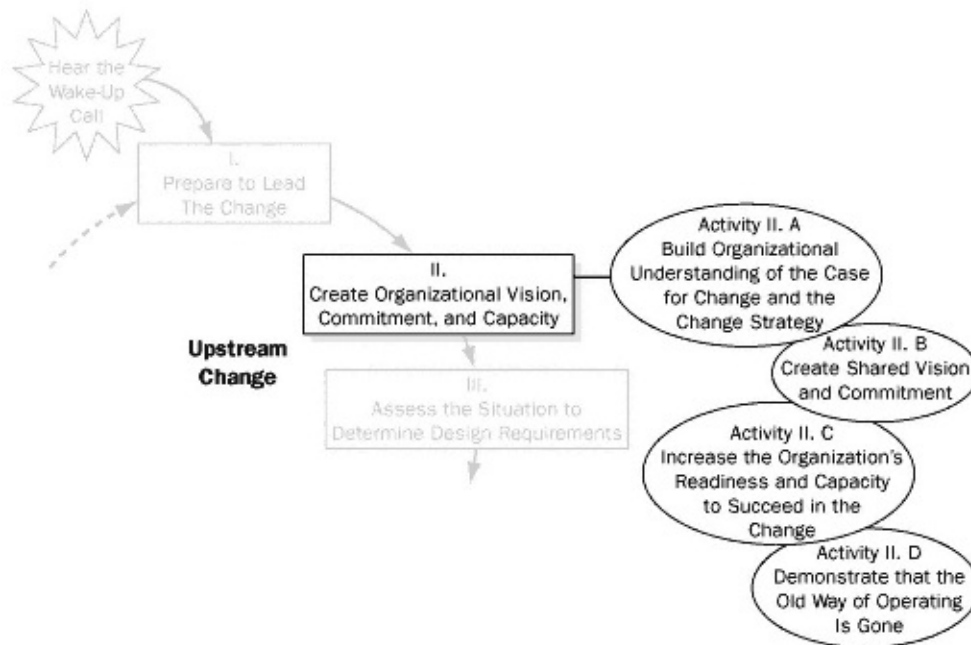 Hear the
Wake-Up
Call
I.
Prepare to Lead
The Change
II.
Create Organizational Vision,
Commitment, and Capacity
Upstream
Change
III.
Assess the Situation to
Determine Design Requirements
Activity II. A
Build Organizational
Understanding of the Case
for Change and the
Change Strategy
Activity II. B
Create Shared Vision
and Commitment
Activity II. C
Increase the Organization's
Readiness and Capacity
to Succeed in the
Change
Activity II. D
Demonstrate that the
Old Way of Operating
Is Gone